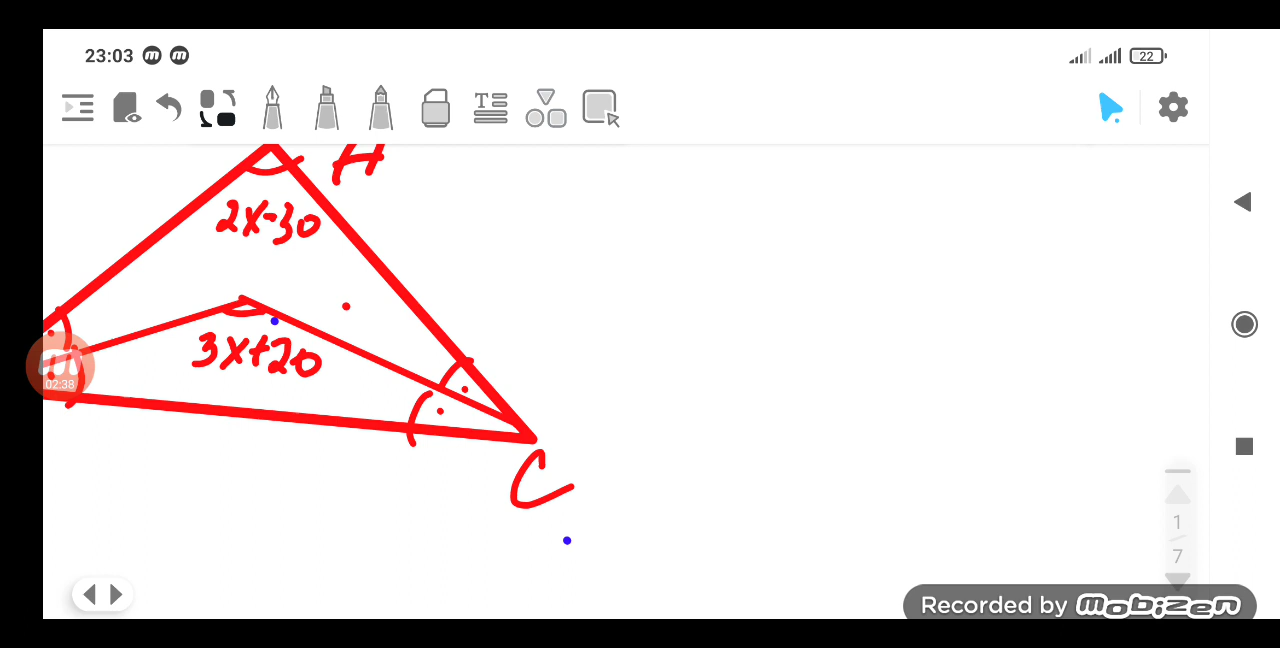 23:03
22
A
2x-30
3x+20
02:38
C
1
7
Recorded by Mobizen